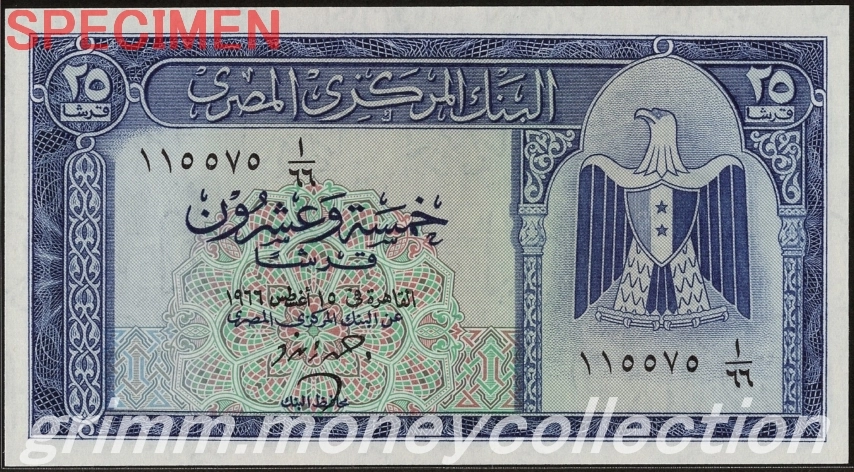 SPECIMEN
٢٥ قرشا
البنك المركزي المصري
٢٥ قرشا
١١٥٥٧٥ ١/٦٦
خمسة وعشرون
قرشا
القاهرة في ١٥ أغسطس ١٩٦٦
عن البنك المركزي المصري
محافظ البنك
١١٥٥٧٥ ١/٦٦
grimm.moneycollection